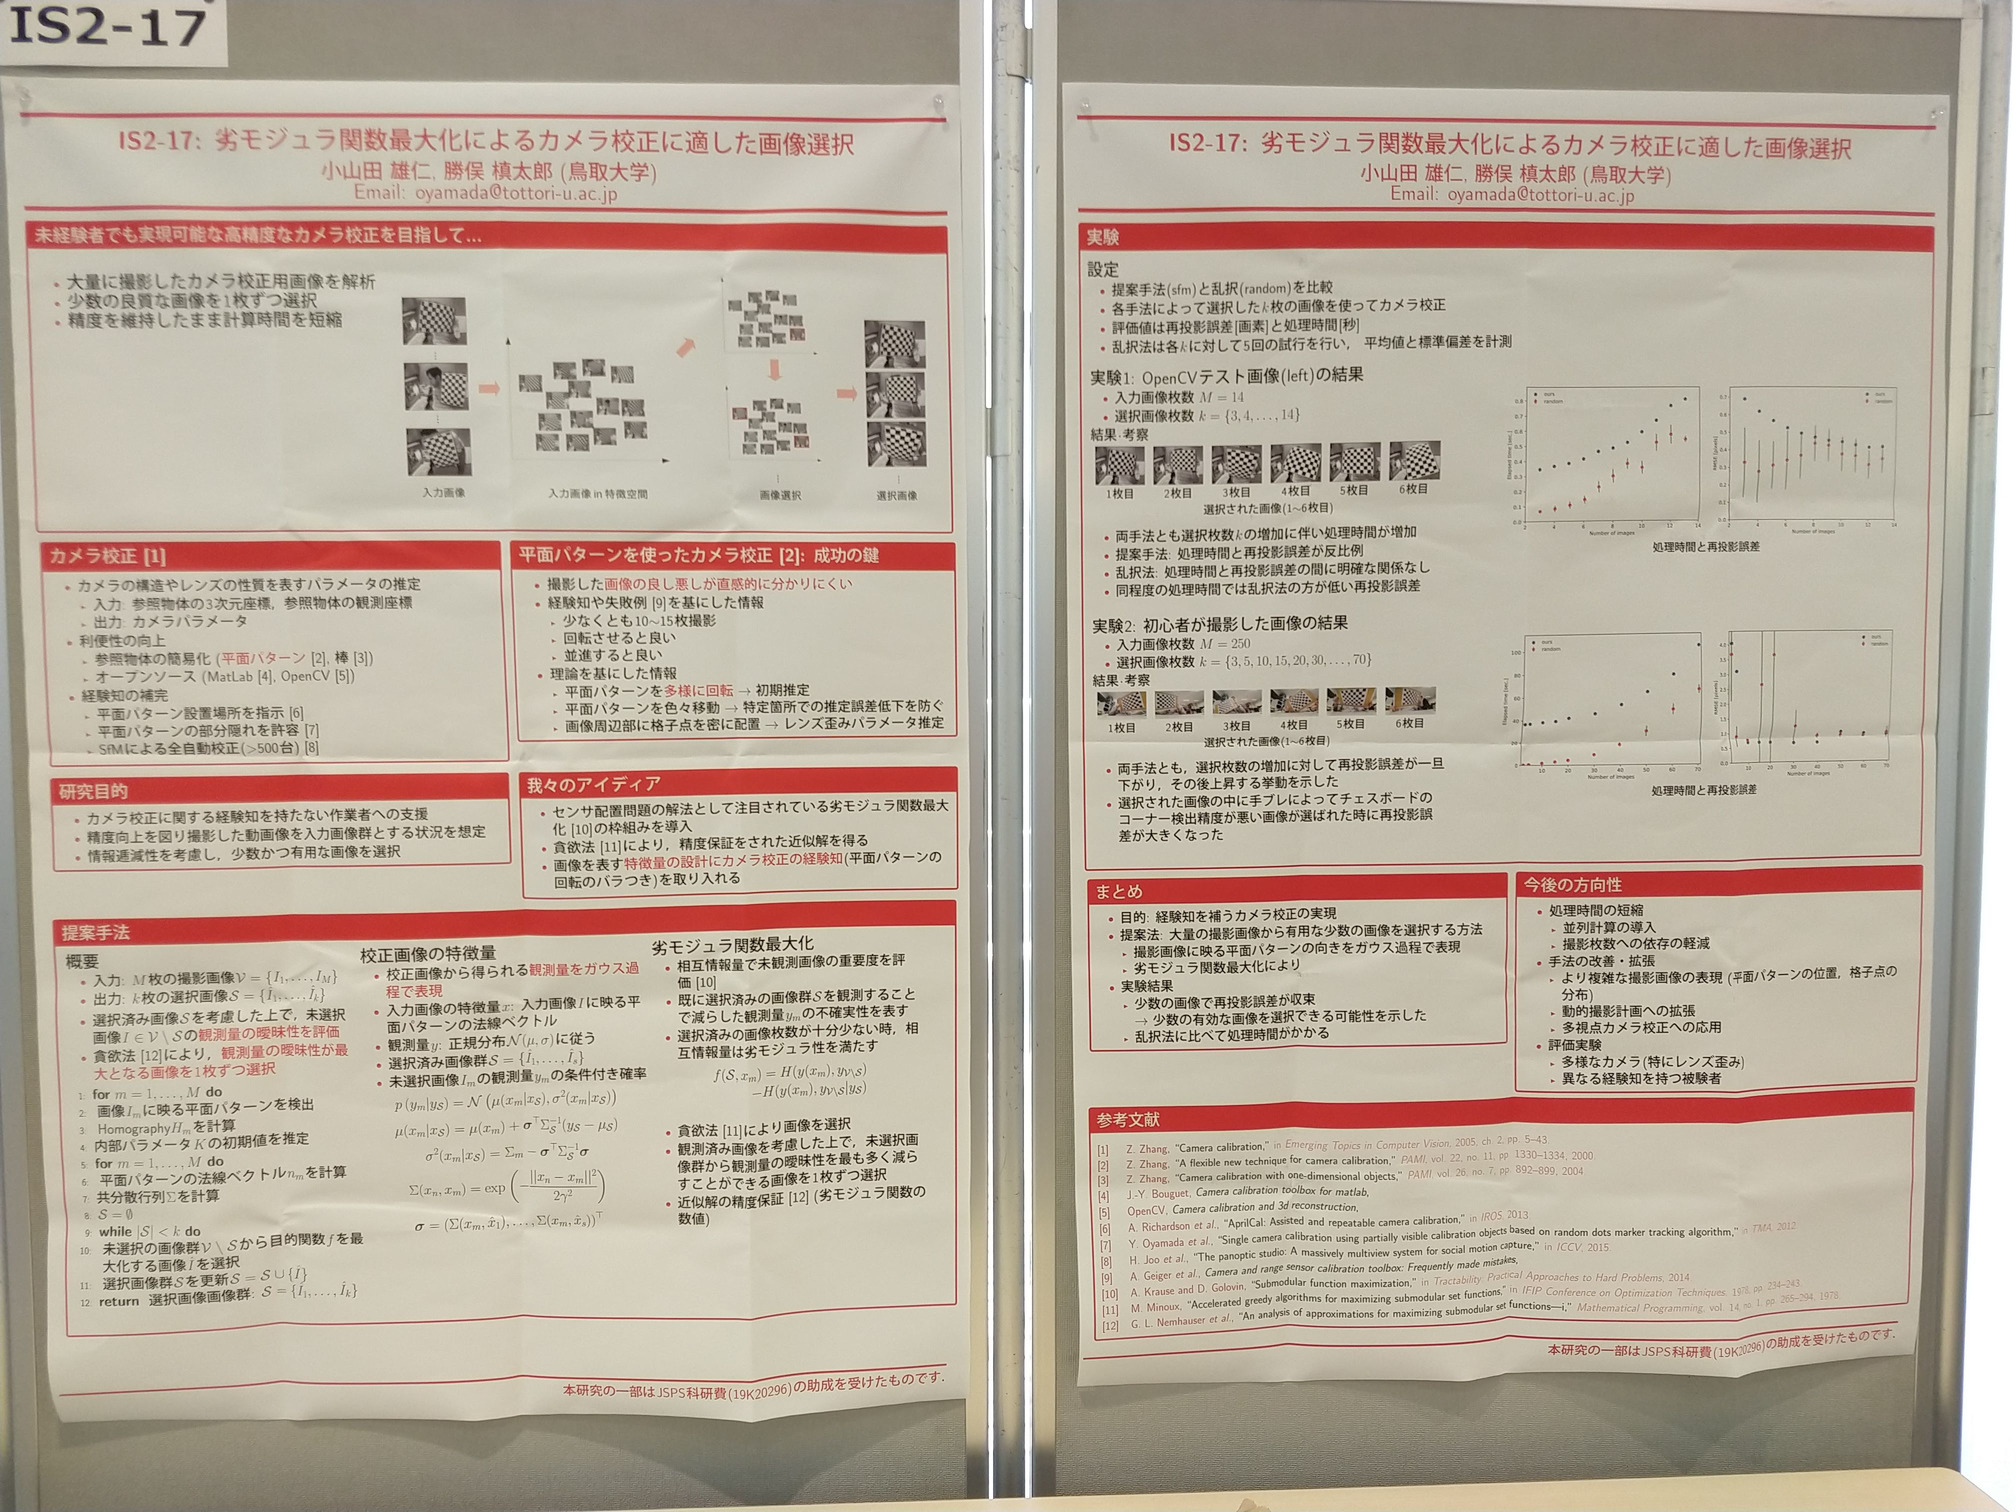 IS2-17
IS2-17: 劣モジュラ関数最大化によるカメラ校正に適した画像選択
小山田 雄仁, 勝俣 槙太郎 (鳥取大学)
Email: oyamada@tottori-u.ac.jp
未経験者でも実現可能な高精度なカメラ校正を目指して...
• 大量に撮影したカメラ校正用画像を解析
• 少数の良質な画像を1枚ずつ選択
• 精度を維持したまま計算時間を短縮
入力画像
入力画像 in 特徴空間
画像選択
選択画像
カメラ校正 [1]
• カメラの構造やレンズの性質を表すパラメータの推定
▸ 入力: 参照物体の3次元座標, 参照物体の観測座標
▸ 出力: カメラパラメータ
• 利便性の向上
▸ 参照物体の簡易化 (平面パターン [2], 棒 [3])
▸ オープンソース (MatLab [4], OpenCV [5])
• 経験知の補完
▸ 平面パターン設置場所を指示 [6]
▸ 平面パターンの部分隠れを許容 [7]
▸ SfMによる全自動校正(>500台) [8]
平面パターンを使ったカメラ校正 [2]: 成功の鍵
• 撮影した画像の良し悪しが直感的に分かりにくい
• 経験知や失敗例 [9]を基にした情報
▸ 少なくとも10~15枚撮影
▸ 回転させると良い
▸ 並進すると良い
• 理論を基にした情報
▸ 平面パターンを多様に回転 → 初期推定
▸ 平面パターンを色々移動 → 特定箇所での推定誤差低下を防ぐ
▸ 画像周辺部に格子点を密に配置 → レンズ歪みパラメータ推定
研究目的
• カメラ校正に関する経験知を持たない作業者への支援
• 精度向上を図り撮影した動画像を入力画像群とする状況を想定
• 情報逓減性を考慮し, 少数かつ有用な画像を選択
我々のアイディア
• センサ配置問題の解法として注目されている劣モジュラ関数最大
化 [10]の枠組みを導入
• 貪欲法 [11]により, 精度保証をされた近似解を得る
• 画像を表す特徴量の設計にカメラ校正の経験知(平面パターンの
回転のバラつき)を取り入れる
提案手法
概要
• 入力: M枚の撮影画像V = {I₁, . . . , I_M}
• 出力: k枚の選択画像S = {Î₁, . . . , Î_k}
• 選択済み画像Sを考慮した上で, 未選択
画像I ∈ V \ Sの観測量の曖昧性を評価
• 貪欲法 [12]により, 観測量の曖昧性が最
大となる画像を1枚ずつ選択
1: for m = 1, . . . , M do
2: 画像I_mに映る平面パターンを検出
3: HomographyH_mを計算
4: 内部パラメータKの初期値を推定
5: for m = 1, . . . , M do
6: 平面パターンの法線ベクトルn_mを計算
7: 共分散行列Σを計算
8: S = ∅
9: while |S| < k do
10: 未選択の画像群V \ Sから目的関数fを最
大化する画像Îを選択
11: 選択画像群Sを更新S = S ∪ {Î}
12: return 選択画像画像群: S = {Î₁, . . . , Î_k}
校正画像の特徴量
• 校正画像から得られる観測量をガウス過
程で表現
• 入力画像の特徴量x: 入力画像Iに映る平
面パターンの法線ベクトル
• 観測量y: 正規分布N(μ, σ)に従う
• 選択済み画像群S = {Î₁, . . . , Î_s}
• 未選択画像I_mの観測量y_mの条件付き確率
p (y_m|y_S) = N (μ(x_m|x_S), σ²(x_m|x_S))
μ(x_m|x_S) = μ(x_m) + σ^⊤Σ_S^{-1}(y_S − μ_S)
σ²(x_m|x_S) = Σ_m − σ^⊤Σ_S^{-1}σ
Σ(x_n, x_m) = exp (−||x_n − x_m||² / 2γ²)
σ = (Σ(x_m, x̂₁), . . . , Σ(x_m, x̂_s))^⊤
劣モジュラ関数最大化
• 相互情報量で未観測画像の重要度を評
価 [10]
• 既に選択済みの画像群Sを観測すること
で減らした観測量y_mの不確実性を表す
• 選択済みの画像枚数が十分少ない時, 相
互情報量は劣モジュラ性を満たす
f(S, x_m) = H(y(x_m), y_{V\S})
−H(y(x_m), y_{V\S}|y_S)
• 貪欲法 [11]により画像を選択
• 観測済み画像を考慮した上で, 未選択画
像群から観測量の曖昧性を最も多く減ら
すことができる画像を1枚ずつ選択
• 近似解の精度保証 [12] (劣モジュラ関数の
数値)
本研究の一部はJSPS科研費(19K20296)の助成を受けたものです.
IS2-17: 劣モジュラ関数最大化によるカメラ校正に適した画像選択
小山田 雄仁, 勝俣 槙太郎 (鳥取大学)
Email: oyamada@tottori-u.ac.jp
実験
設定
• 提案手法(sfm)と乱択(random)を比較
• 各手法によって選択したk枚の画像を使ってカメラ校正
• 評価値は再投影誤差[画素]と処理時間[秒]
• 乱択法は各kに対して5回の試行を行い, 平均値と標準偏差を計測
実験1: OpenCVテスト画像(left)の結果
• 入力画像枚数 M = 14
• 選択画像枚数 k = {3, 4, . . . , 14}
結果·考察
1枚目 2枚目 3枚目 4枚目 5枚目 6枚目
選択された画像(1~6枚目)
• 両手法とも選択枚数kの増加に伴い処理時間が増加
• 提案手法: 処理時間と再投影誤差が反比例
• 乱択法: 処理時間と再投影誤差の間に明確な関係なし
• 同程度の処理時間では乱択法の方が低い再投影誤差
ours
random
Elapsed time [sec.]
Number of images
ours
random
RMSE [pixels]
Number of images
処理時間と再投影誤差
実験2: 初心者が撮影した画像の結果
• 入力画像枚数 M = 250
• 選択画像枚数 k = {3, 5, 10, 15, 20, 30, . . . , 70}
結果·考察
1枚目 2枚目 3枚目 4枚目 5枚目 6枚目
選択された画像(1~6枚目)
• 両手法とも, 選択枚数の増加に対して再投影誤差が一旦
下がり, その後上昇する挙動を示した
• 選択された画像の中に手ブレによってチェスボードの
コーナー検出精度が悪い画像が選ばれた時に再投影誤
差が大きくなった
ours
random
Elapsed time [sec.]
Number of images
ours
random
RMSE [pixels]
Number of images
処理時間と再投影誤差
まとめ
• 目的: 経験知を補うカメラ校正の実現
• 提案法: 大量の撮影画像から有用な少数の画像を選択する方法
▸ 撮影画像に映る平面パターンの向きをガウス過程で表現
▸ 劣モジュラ関数最大化により
• 実験結果
▸ 少数の画像で再投影誤差が収束
→ 少数の有効な画像を選択できる可能性を示した
▸ 乱択法に比べて処理時間がかかる
今後の方向性
• 処理時間の短縮
▸ 並列計算の導入
▸ 撮影枚数への依存の軽減
• 手法の改善・拡張
▸ より複雑な撮影画像の表現 (平面パターンの位置, 格子点の
分布)
▸ 動的撮影計画への拡張
▸ 多視点カメラ校正への応用
• 評価実験
▸ 多様なカメラ(特にレンズ歪み)
▸ 異なる経験知を持つ被験者
参考文献
[1] Z. Zhang, "Camera calibration," in Emerging Topics in Computer Vision, 2005, ch. 2, pp. 5–43.
[2] Z. Zhang, "A flexible new technique for camera calibration," PAMI, vol. 22, no. 11, pp. 1330–1334, 2000.
[3] Z. Zhang, "Camera calibration with one-dimensional objects," PAMI, vol. 26, no. 7, pp. 892–899, 2004.
[4] J.-Y. Bouguet, Camera calibration toolbox for matlab,
[5] OpenCV, Camera calibration and 3d reconstruction,
[6] A. Richardson et al., "AprilCal: Assisted and repeatable camera calibration," in IROS, 2013.
[7] Y. Oyamada et al., "Single camera calibration using partially visible calibration objects based on random dots marker tracking algorithm," in TMA, 2012.
[8] H. Joo et al., "The panoptic studio: A massively multiview system for social motion capture," in ICCV, 2015.
[9] A. Geiger et al., Camera and range sensor calibration toolbox: Frequently made mistakes,
[10] A. Krause and D. Golovin, "Submodular function maximization," in Tractability: Practical Approaches to Hard Problems, 2014.
[11] M. Minoux, "Accelerated greedy algorithms for maximizing submodular set functions," in IFIP Conference on Optimization Techniques, 1978, pp. 234–243.
[12] G. L. Nemhauser et al., "An analysis of approximations for maximizing submodular set functions—i," Mathematical Programming, vol. 14, no. 1, pp. 265–294, 1978.
本研究の一部はJSPS科研費(19K20296)の助成を受けたものです.